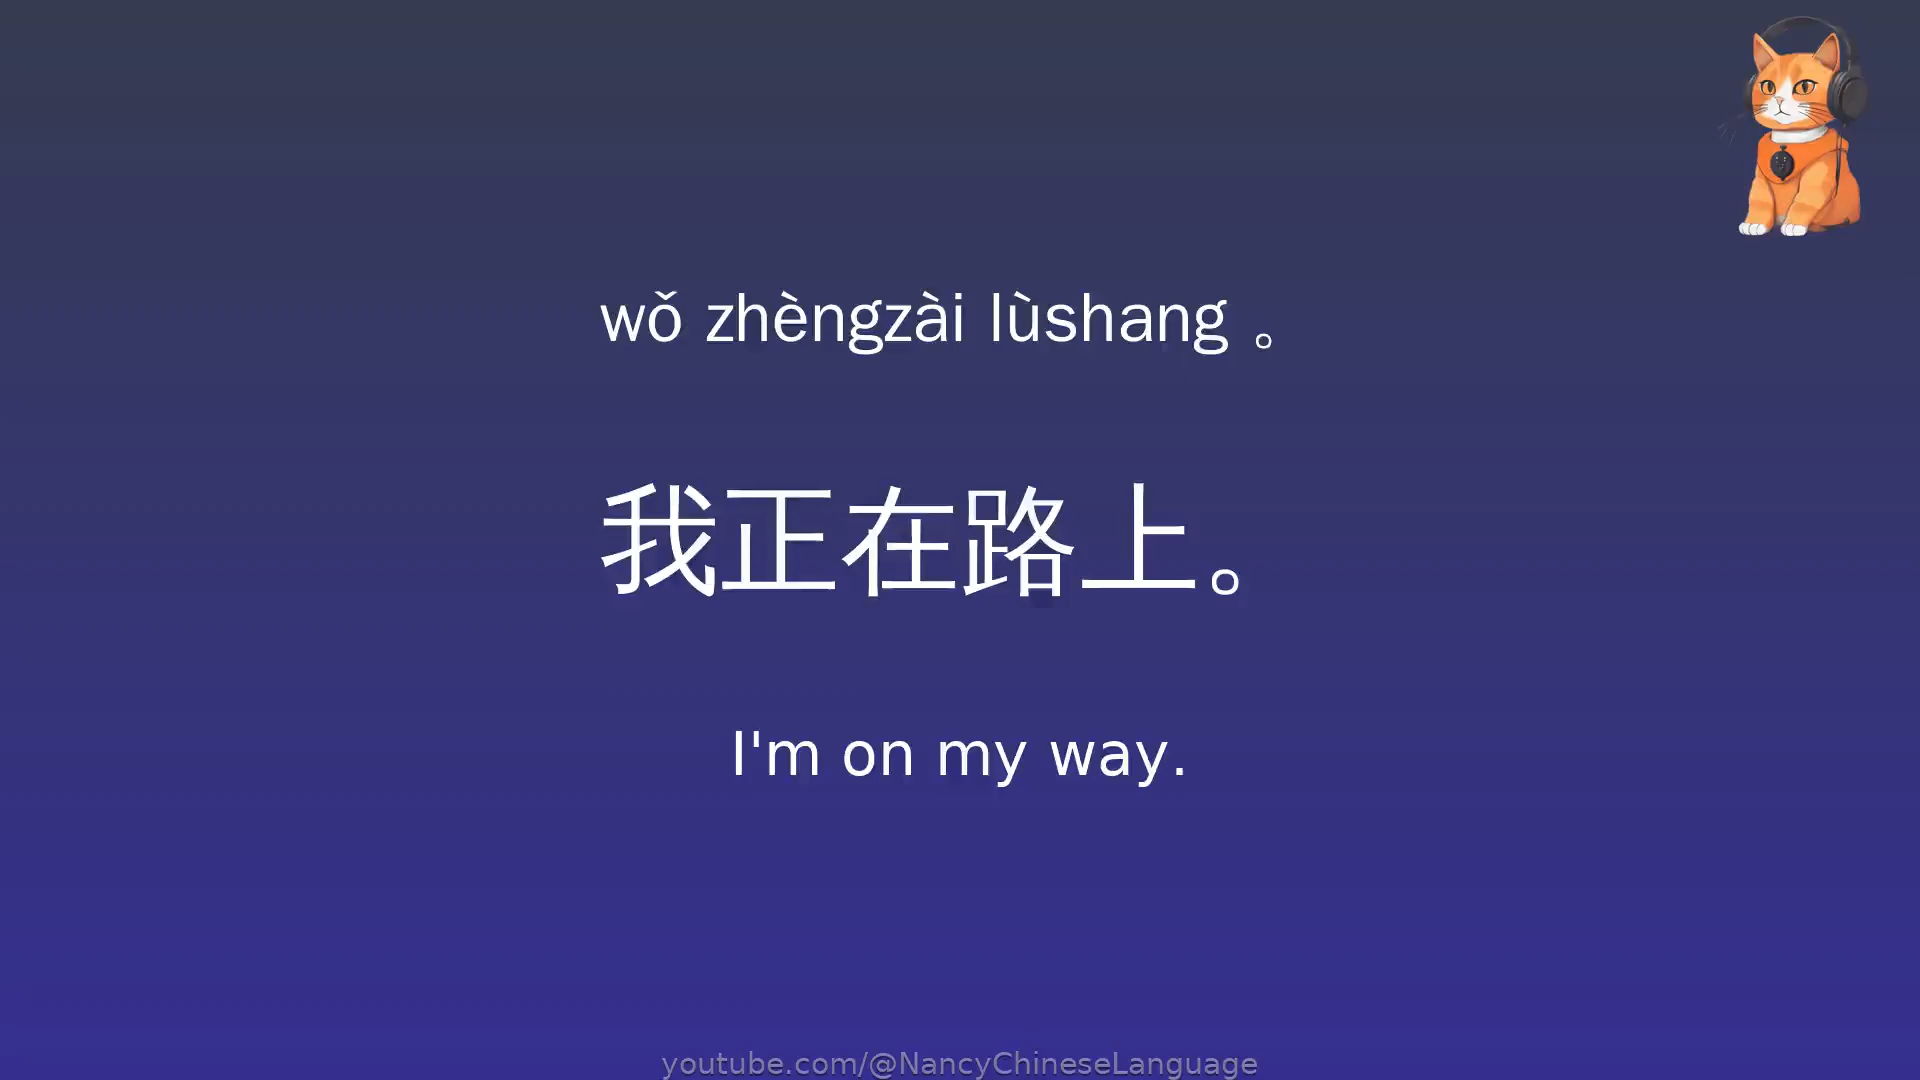 wǒ zhèngzài lùshang 。
我正在路上。
I'm on my way.
youtube.com/@NancyChineseLanguage